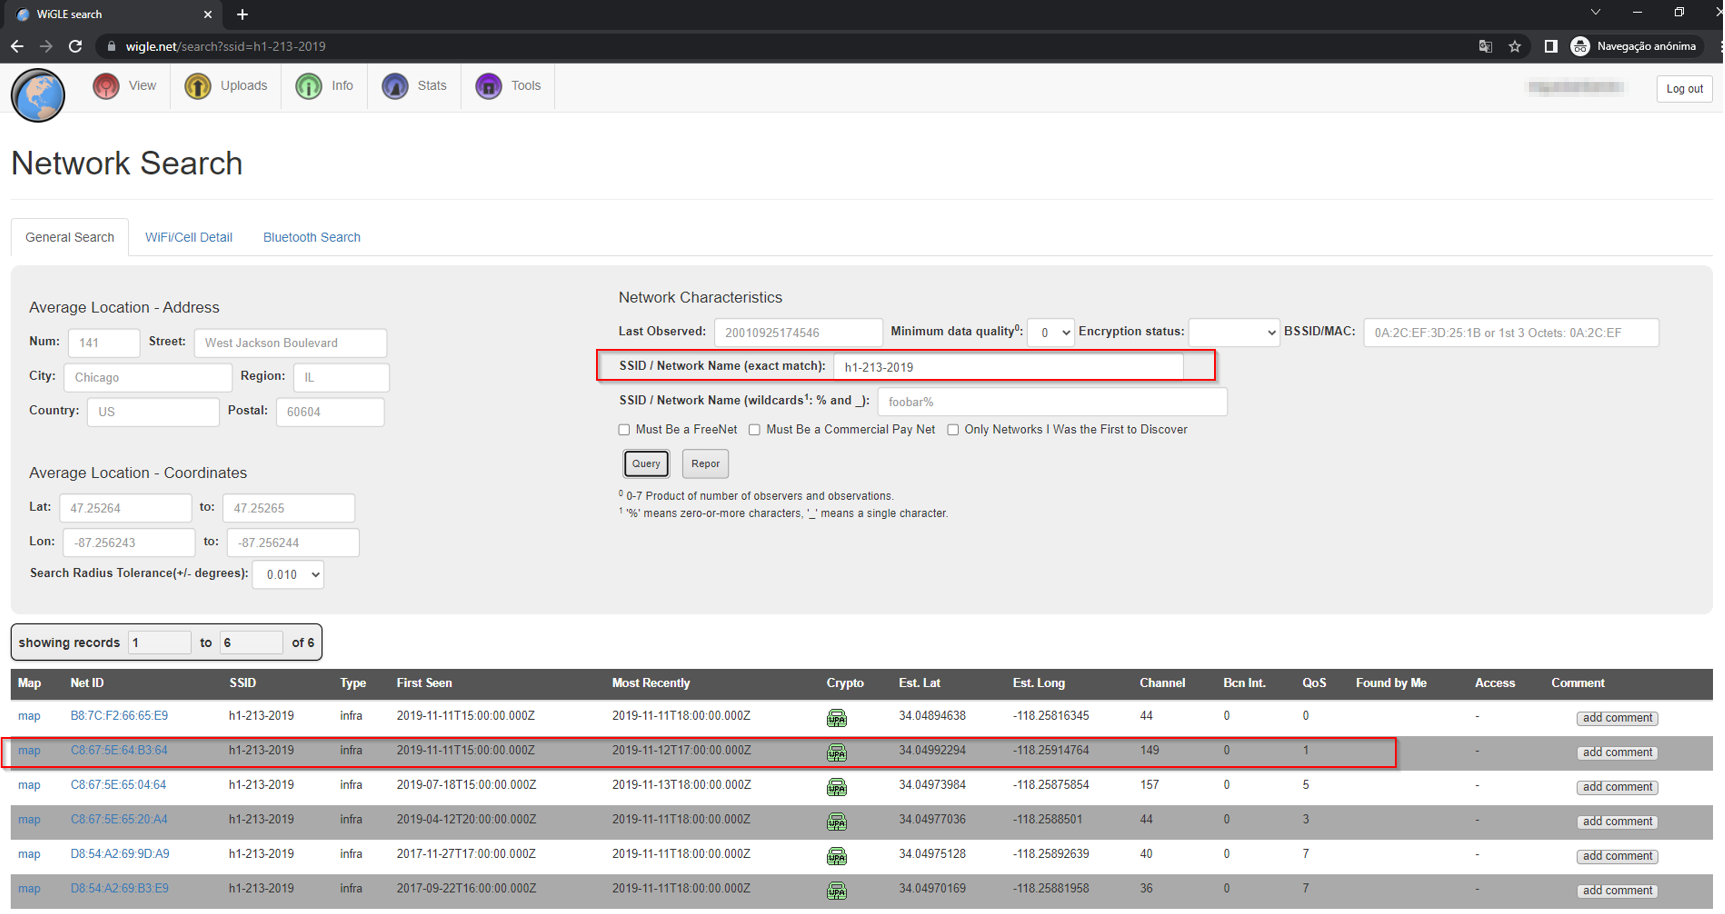 WiGLE search
wigle.net/search?ssid=h1-213-2019
Navegação anónima
View
Uploads
Info
Stats
Tools
Log out
Network Search
General Search
WiFi/Cell Detail
Bluetooth Search
Average Location - Address
Num: 141 Street: West Jackson Boulevard
City: Chicago Region: IL
Country: US Postal: 60604
Average Location - Coordinates
Lat: 47.25264 to: 47.25265
Lon: -87.256243 to: -87.256244
Search Radius Tolerance(+/- degrees): 0.010
Network Characteristics
Last Observed: 20010925174546 Minimum data quality0: 0 Encryption status: BSSID/MAC: 0A:2C:EF:3D:25:1B or 1st 3 Octets: 0A:2C:EF
SSID / Network Name (exact match): h1-213-2019
SSID / Network Name (wildcards1: % and _): foobar%
Must Be a FreeNet Must Be a Commercial Pay Net Only Networks I Was the First to Discover
Query Repor
0 0-7 Product of number of observers and observations.
1 '%' means zero-or-more characters, '_' means a single character.
showing records 1 to 6 of 6
Map Net ID SSID Type First Seen Most Recently Crypto Est. Lat Est. Long Channel Bcn Int. QoS Found by Me Access Comment
map B8:7C:F2:66:65:E9 h1-213-2019 infra 2019-11-11T15:00:00.000Z 2019-11-11T18:00:00.000Z WPA 34.04894638 -118.25816345 44 0 0 - add comment
map C8:67:5E:64:B3:64 h1-213-2019 infra 2019-11-11T15:00:00.000Z 2019-11-12T17:00:00.000Z WPA 34.04992294 -118.25914764 149 0 1 - add comment
map C8:67:5E:65:04:64 h1-213-2019 infra 2019-07-18T15:00:00.000Z 2019-11-13T18:00:00.000Z WPA 34.04973984 -118.25875854 157 0 5 - add comment
map C8:67:5E:65:20:A4 h1-213-2019 infra 2019-04-12T20:00:00.000Z 2019-11-11T18:00:00.000Z WPA 34.04977036 -118.2588501 44 0 3 - add comment
map D8:54:A2:69:9D:A9 h1-213-2019 infra 2017-11-27T17:00:00.000Z 2019-11-11T18:00:00.000Z WPA 34.04975128 -118.25892639 40 0 7 - add comment
map D8:54:A2:69:B3:E9 h1-213-2019 infra 2017-09-22T16:00:00.000Z 2019-11-11T18:00:00.000Z WPA 34.04970169 -118.25881958 36 0 7 - add comment